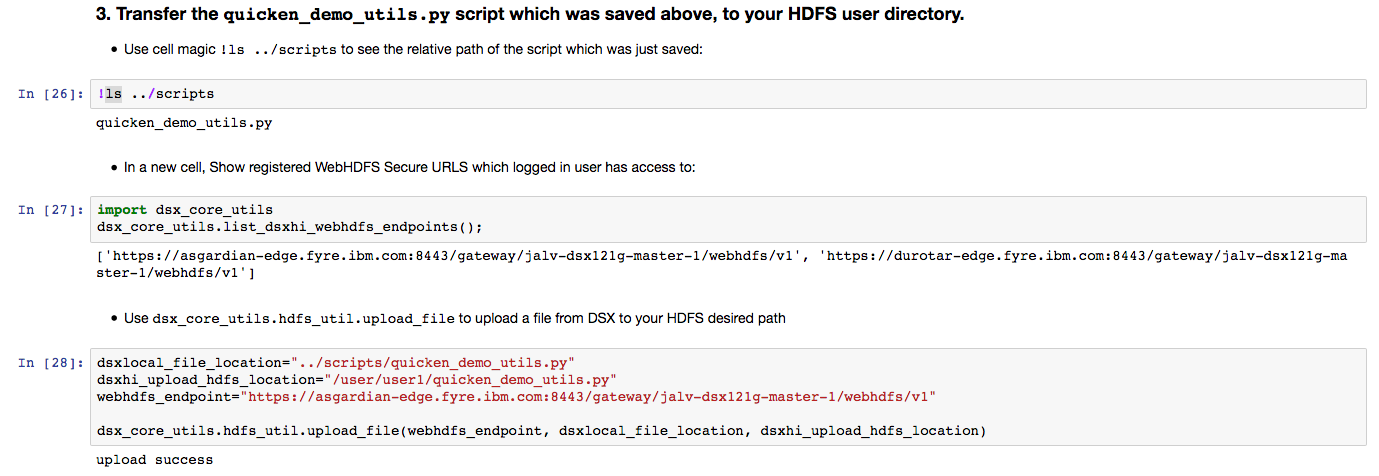 3. Transfer the quicken_demo_utils.py script which was saved above, to your HDFS user directory.
• Use cell magic !ls ../scripts to see the relative path of the script which was just saved:
In [26]: !ls ../scripts
quicken_demo_utils.py
• In a new cell, Show registered WebHDFS Secure URLS which logged in user has access to:
In [27]: import dsx_core_utils
dsx_core_utils.list_dsxhi_webhdfs_endpoints();
['https://asgardian-edge.fyre.ibm.com:8443/gateway/jalv-dsx121g-master-1/webhdfs/v1', 'https://durotar-edge.fyre.ibm.com:8443/gateway/jalv-dsx121g-ma
ster-1/webhdfs/v1']
• Use dsx_core_utils.hdfs_util.upload_file to upload a file from DSX to your HDFS desired path
In [28]: dsxlocal_file_location="../scripts/quicken_demo_utils.py"
dsxhi_upload_hdfs_location="/user/user1/quicken_demo_utils.py"
webhdfs_endpoint="https://asgardian-edge.fyre.ibm.com:8443/gateway/jalv-dsx121g-master-1/webhdfs/v1"
dsx_core_utils.hdfs_util.upload_file(webhdfs_endpoint, dsxlocal_file_location, dsxhi_upload_hdfs_location)
upload success